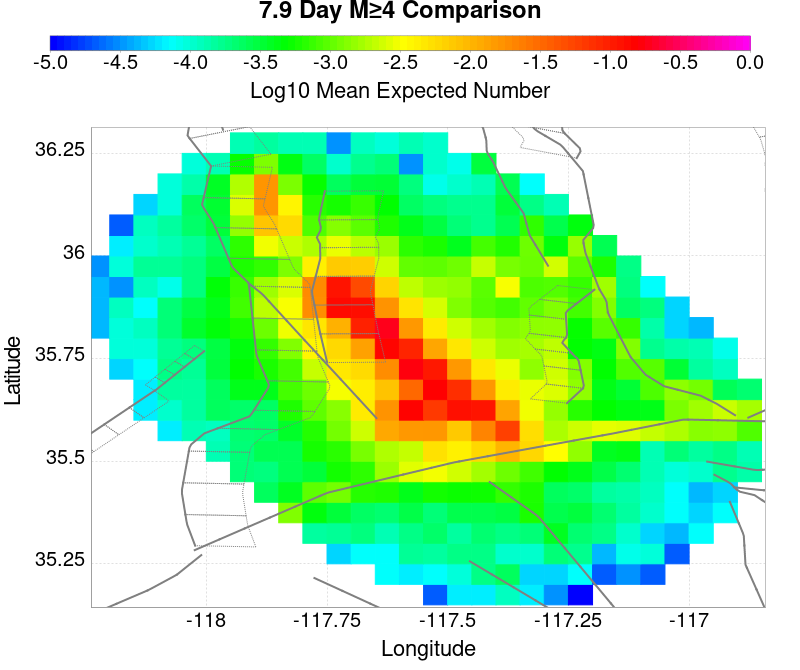 7.9 Day M≥4 Comparison
-5.0 -4.5 -4.0 -3.5 -3.0 -2.5 -2.0 -1.5 -1.0 -0.5 0.0
Log10 Mean Expected Number
36.25
36
35.75
35.5
35.25
Latitude
-118 -117.75 -117.5 -117.25 -117
Longitude